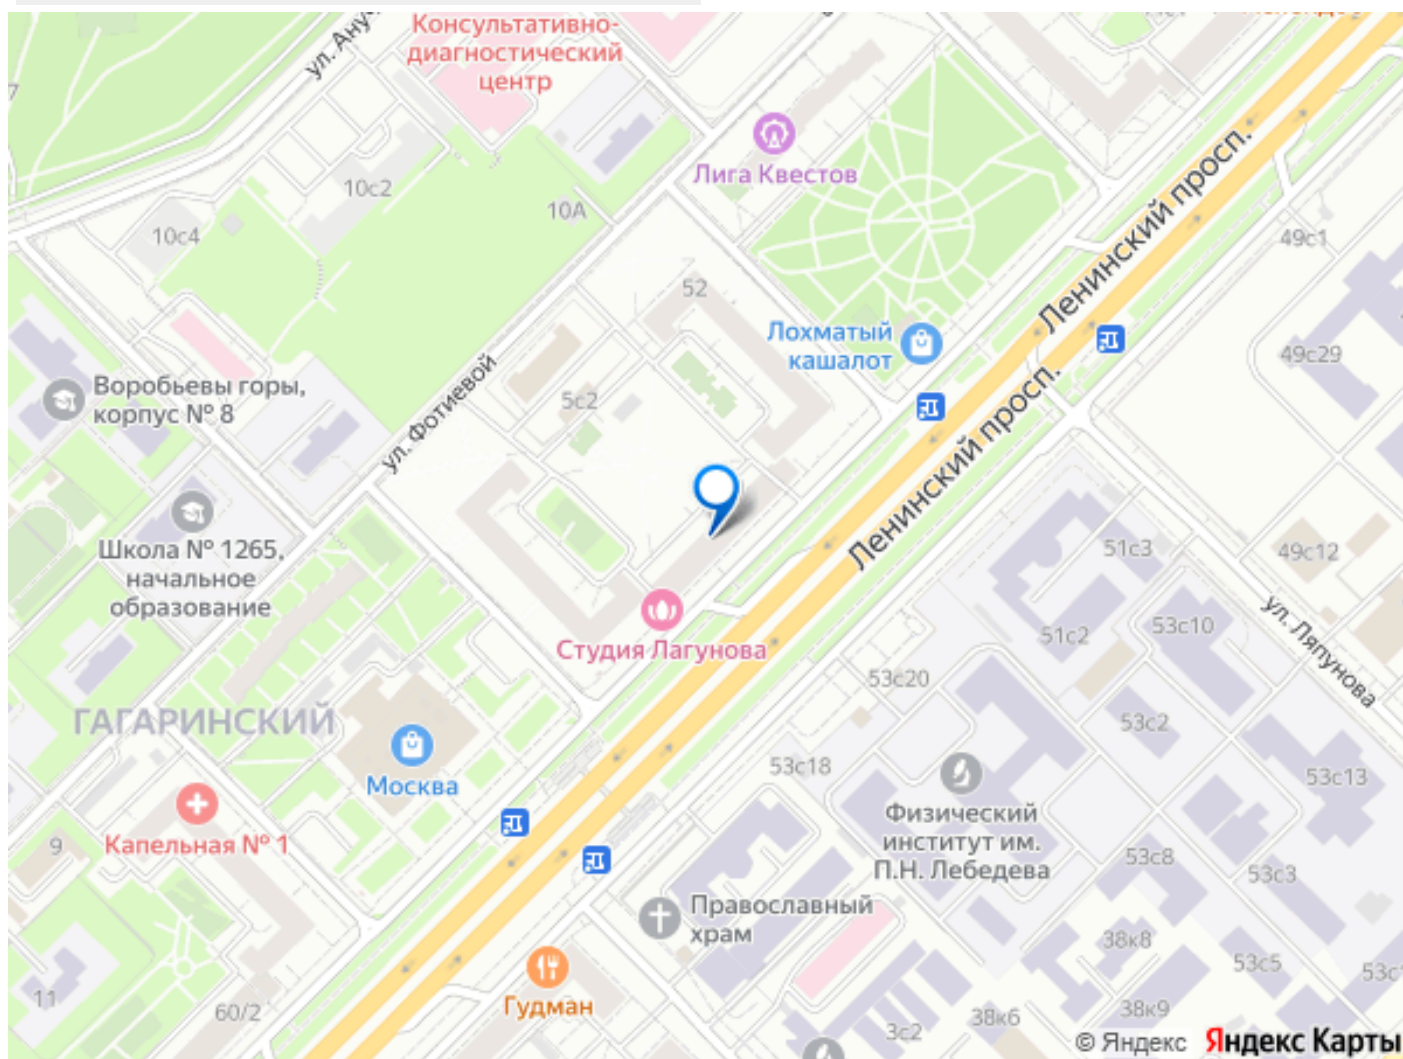 Консультативно-
диагностический
центр
Лига Квестов
10с2
10А
10с4
Ленинский просп.
49с1
52
Лохматый
кашалот
49с29
Воробьевы горы,
корпус № 8
5с2
ул. Фотиевой
Ленинский просп.
Школа № 1265,
начальное
образование
51с3
49с12
Студия Лагунова
51с2
53с10
ул. Ляпунова
53с20
ГАГАРИНСКИЙ
53с2
Москва
53с18
53с13
Физический
институт им.
П.Н. Лебедева
Капельная № 1
9
53с8
53с3
Православный
храм
38к8
53с5
11
Гудман
60/2
3с2
38к6
38к9
© Яндекс Яндекс Карты